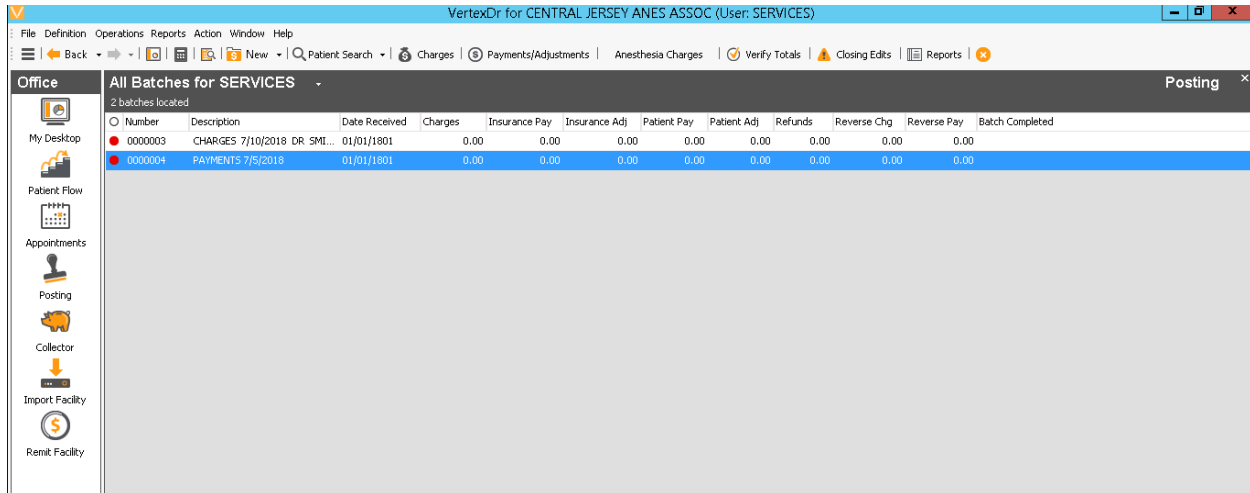 VertexDr for CENTRAL JERSEY ANES ASSOC (User: SERVICES)
File Definition Operations Reports Action Window Help
Back New Patient Search Charges Payments/Adjustments Anesthesia Charges Verify Totals Closing Edits Reports
Office All Batches for SERVICES Posting
2 batches located
Number Description Date Received Charges Insurance Pay Insurance Adj Patient Pay Patient Adj Refunds Reverse Chg Reverse Pay Batch Completed
0000003 CHARGES 7/10/2018 DR SMI... 01/01/1801 0.00 0.00 0.00 0.00 0.00 0.00 0.00 0.00
0000004 PAYMENTS 7/5/2018 01/01/1801 0.00 0.00 0.00 0.00 0.00 0.00 0.00 0.00
My Desktop
Patient Flow
Appointments
Posting
Collector
Import Facility
Remit Facility